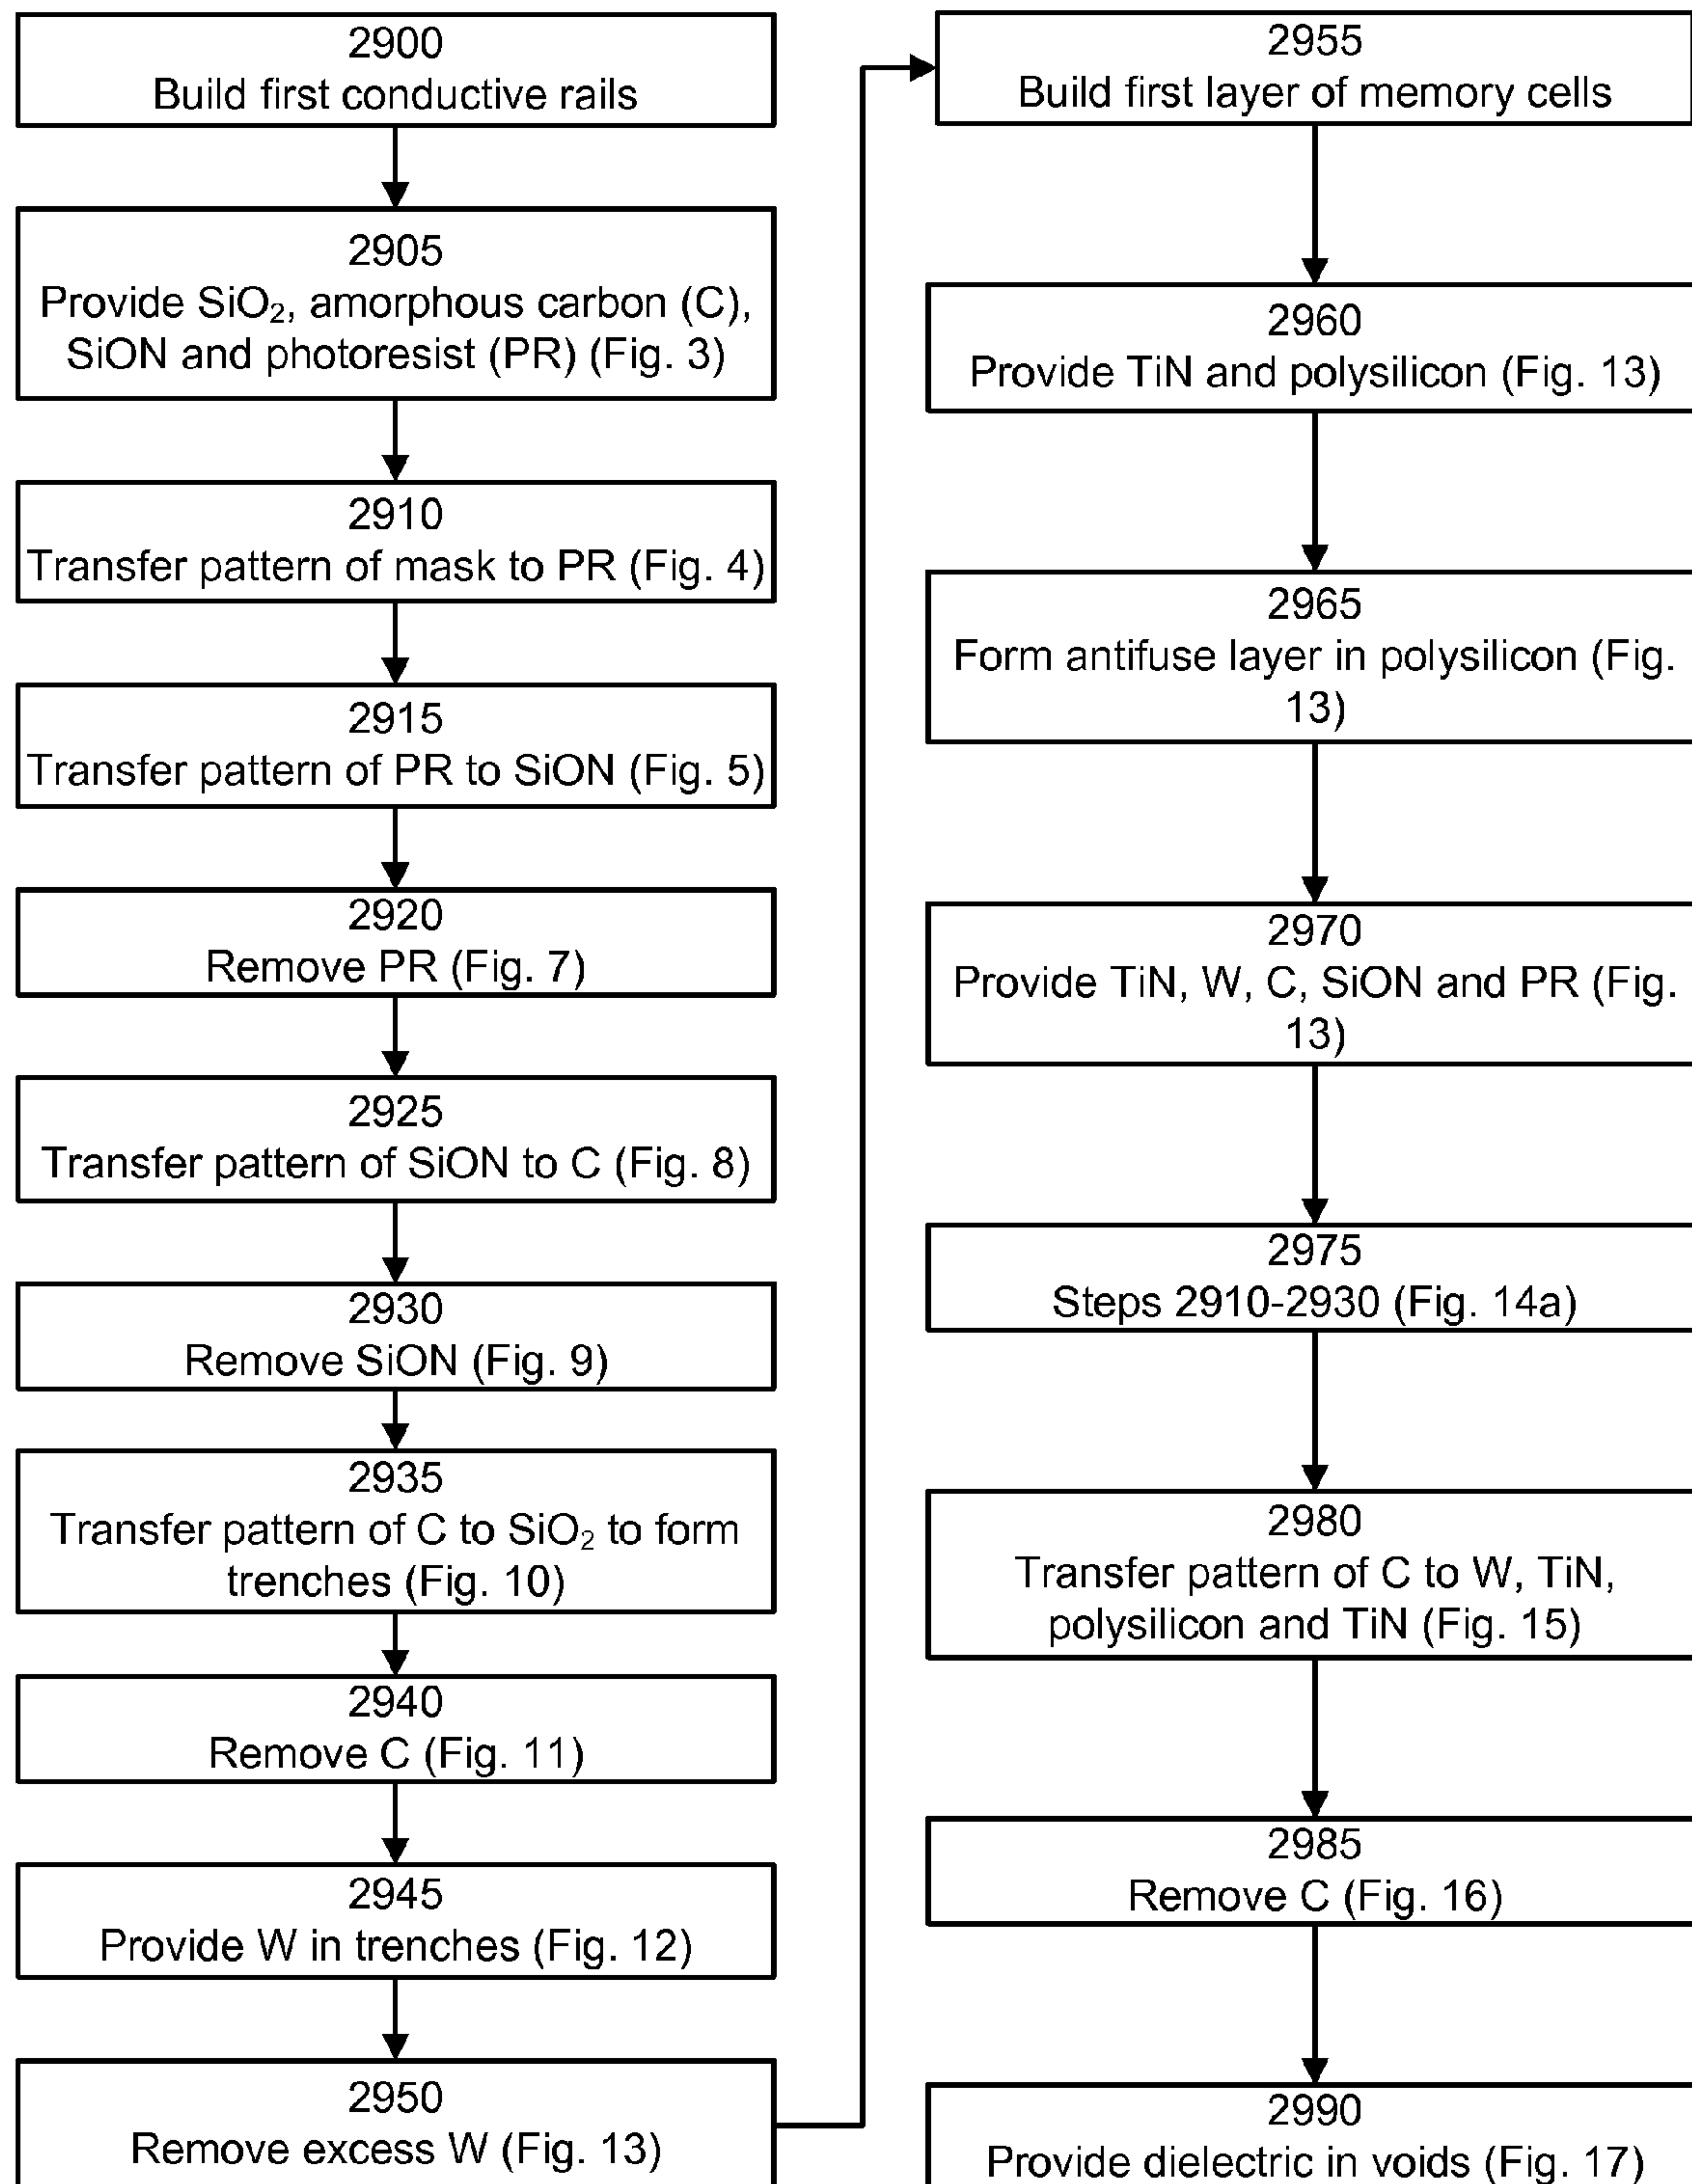 2900
Build first conductive rails
2905
Provide SiO₂, amorphous carbon (C),
SiON and photoresist (PR) (Fig. 3)
2910
Transfer pattern of mask to PR (Fig. 4)
2915
Transfer pattern of PR to SiON (Fig. 5)
2920
Remove PR (Fig. 7)
2925
Transfer pattern of SiON to C (Fig. 8)
2930
Remove SiON (Fig. 9)
2935
Transfer pattern of C to SiO₂ to form
trenches (Fig. 10)
2940
Remove C (Fig. 11)
2945
Provide W in trenches (Fig. 12)
2950
Remove excess W (Fig. 13)
2955
Build first layer of memory cells
2960
Provide TiN and polysilicon (Fig. 13)
2965
Form antifuse layer in polysilicon (Fig.
13)
2970
Provide TiN, W, C, SiON and PR (Fig.
13)
2975
Steps 2910-2930 (Fig. 14a)
2980
Transfer pattern of C to W, TiN,
polysilicon and TiN (Fig. 15)
2985
Remove C (Fig. 16)
2990
Provide dielectric in voids (Fig. 17)